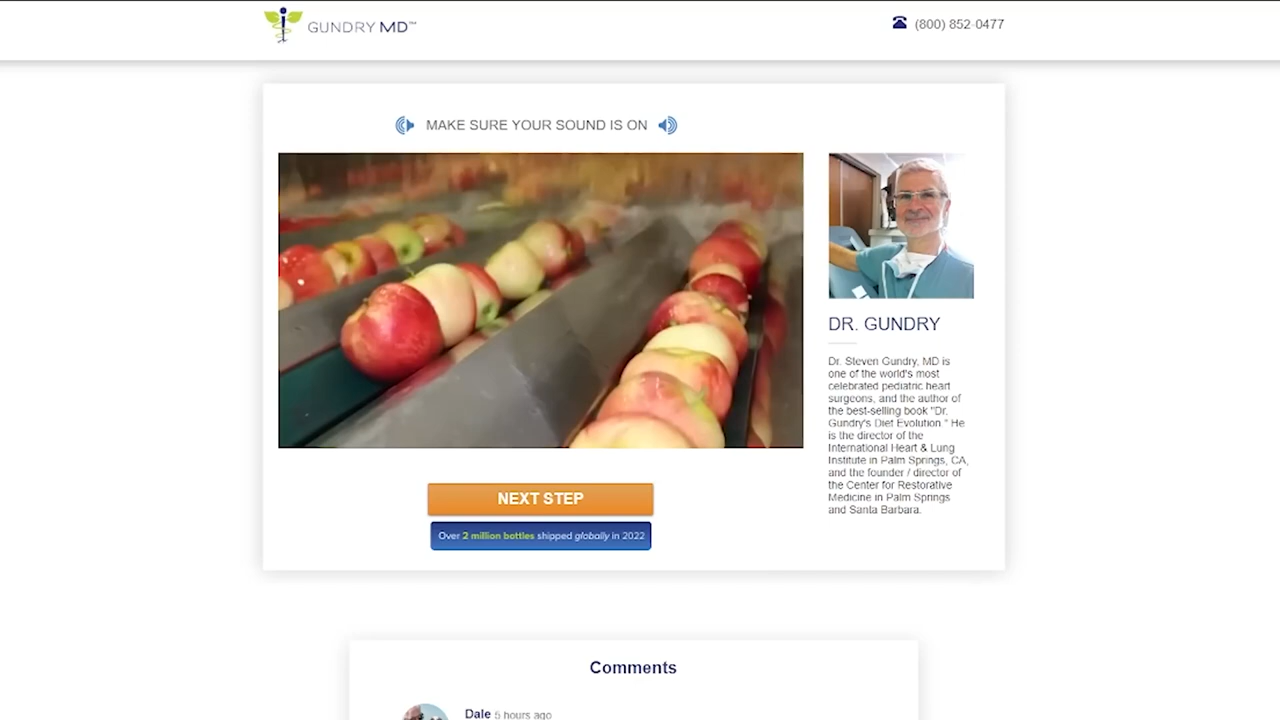 GUNDRY MD™
(800) 852-0477
MAKE SURE YOUR SOUND IS ON
DR. GUNDRY
Dr. Steven Gundry, MD is
one of the world's most
celebrated pediatric heart
surgeons, and the author of
the best-selling book "Dr.
Gundry's Diet Evolution." He
is the director of the
International Heart & Lung
Institute in Palm Springs, CA,
and the founder / director of
the Center for Restorative
Medicine in Palm Springs
and Santa Barbara.
NEXT STEP
Over 2 million bottles shipped globally in 2022
Comments
Dale 5 hours ago